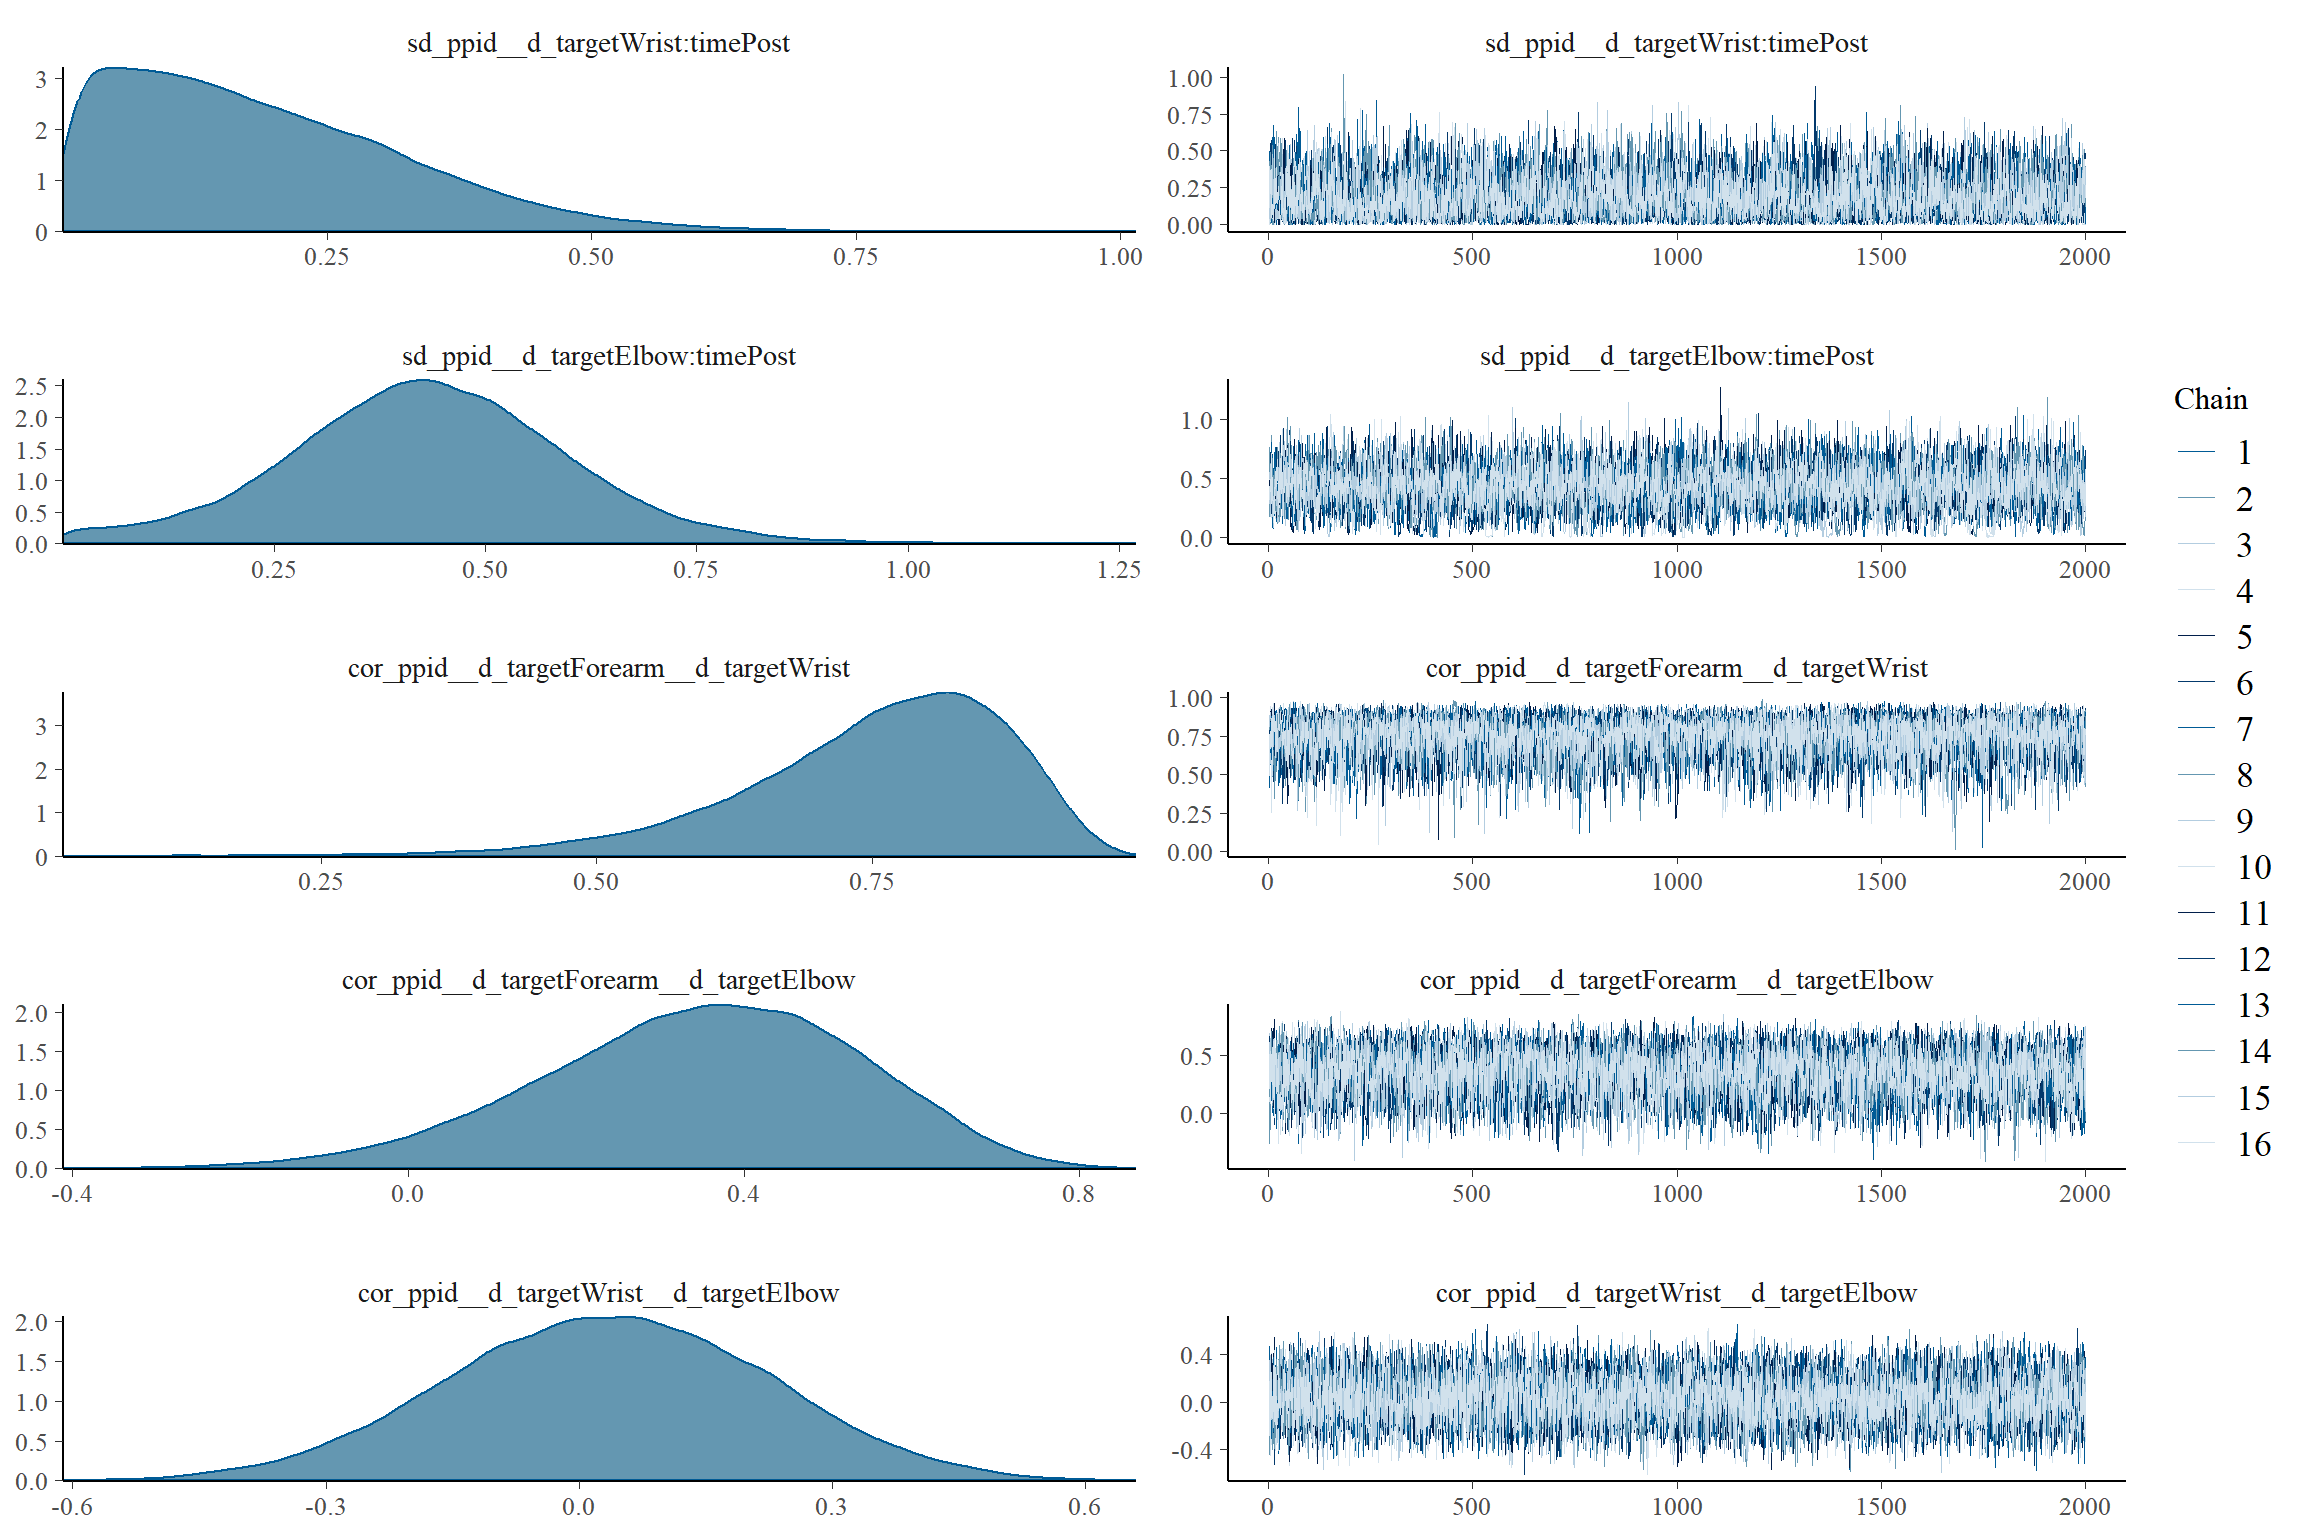 sd_ppid__d_targetWrist:timePost
3
2
1
0
0.25 0.50 0.75 1.00
sd_ppid__d_targetWrist:timePost
1.00
0.75
0.50
0.25
0.00
0 500 1000 1500 2000
sd_ppid__d_targetElbow:timePost
2.5
2.0
1.5
1.0
0.5
0.0
0.25 0.50 0.75 1.00 1.25
sd_ppid__d_targetElbow:timePost
1.0
0.5
0.0
0 500 1000 1500 2000
cor_ppid__d_targetForearm__d_targetWrist
3
2
1
0
0.25 0.50 0.75
cor_ppid__d_targetForearm__d_targetWrist
1.00
0.75
0.50
0.25
0.00
0 500 1000 1500 2000
cor_ppid__d_targetForearm__d_targetElbow
2.0
1.5
1.0
0.5
0.0
-0.4 0.0 0.4 0.8
cor_ppid__d_targetForearm__d_targetElbow
0.5
0.0
0 500 1000 1500 2000
cor_ppid__d_targetWrist__d_targetElbow
2.0
1.5
1.0
0.5
0.0
-0.6 -0.3 0.0 0.3 0.6
cor_ppid__d_targetWrist__d_targetElbow
0.4
0.0
-0.4
0 500 1000 1500 2000
Chain
1
2
3
4
5
6
7
8
9
10
11
12
13
14
15
16